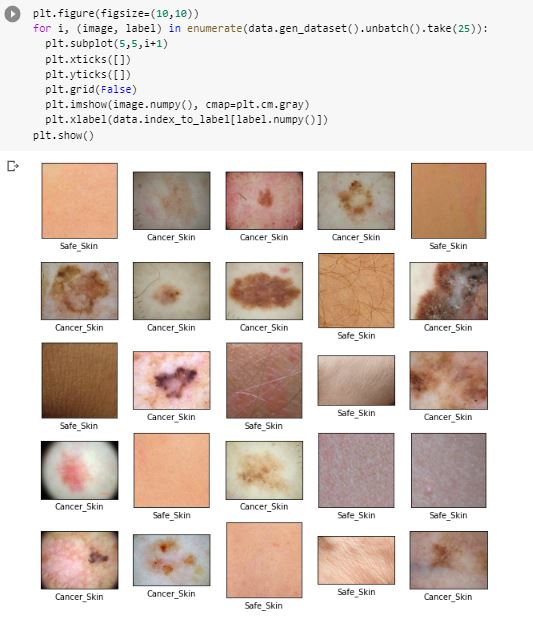 plt.figure(figsize=(10,10))
for i, (image, label) in enumerate(data.gen_dataset().unbatch().take(25)):
  plt.subplot(5,5,i+1)
  plt.xticks([])
  plt.yticks([])
  plt.grid(False)
  plt.imshow(image.numpy(), cmap=plt.cm.gray)
  plt.xlabel(data.index_to_label[label.numpy()])
plt.show()
Safe_Skin Cancer_Skin Cancer_Skin Cancer_Skin Safe_Skin
Cancer_Skin Cancer_Skin Cancer_Skin Safe_Skin Cancer_Skin
Safe_Skin Cancer_Skin Safe_Skin Safe_Skin Cancer_Skin
Cancer_Skin Safe_Skin Cancer_Skin Safe_Skin Safe_Skin
Cancer_Skin Cancer_Skin Safe_Skin Safe_Skin Cancer_Skin